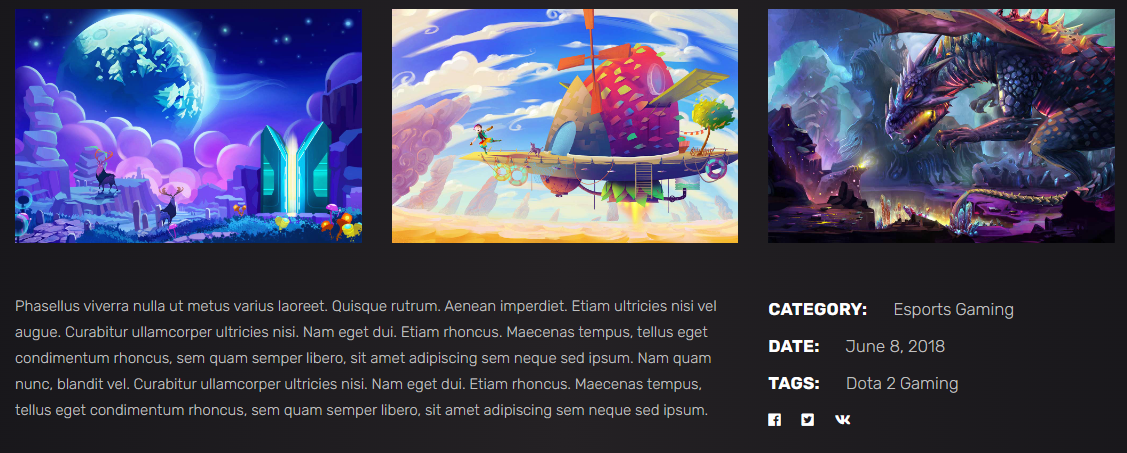 Phasellus viverra nulla ut metus varius laoreet. Quisque rutrum. Aenean imperdiet. Etiam ultricies nisi vel
augue. Curabitur ullamcorper ultricies nisi. Nam eget dui. Etiam rhoncus. Maecenas tempus, tellus eget
condimentum rhoncus, sem quam semper libero, sit amet adipiscing sem neque sed ipsum. Nam quam
nunc, blandit vel. Curabitur ullamcorper ultricies nisi. Nam eget dui. Etiam rhoncus. Maecenas tempus,
tellus eget condimentum rhoncus, sem quam semper libero, sit amet adipiscing sem neque sed ipsum.
CATEGORY: Esports Gaming
DATE: June 8, 2018
TAGS: Dota 2 Gaming